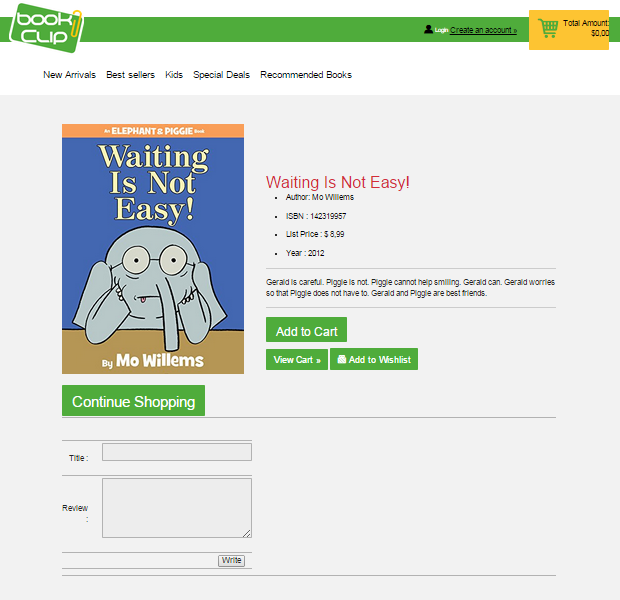 book
CLIP
Login Create an account »
Total Amount:
$0,00
New Arrivals Best sellers Kids Special Deals Recommended Books
An ELEPHANT & PIGGIE Book
Waiting
Is Not
Easy!
By Mo Willems
Waiting Is Not Easy!
Author: Mo Willems
ISBN : 142319957
List Price : $ 8,99
Year : 2012
Gerald is careful. Piggie is not. Piggie cannot help smiling. Gerald can. Gerald worries
so that Piggie does not have to. Gerald and Piggie are best friends.
Add to Cart
View Cart » Add to Wishlist
Continue Shopping
Title :
Review
:
Write